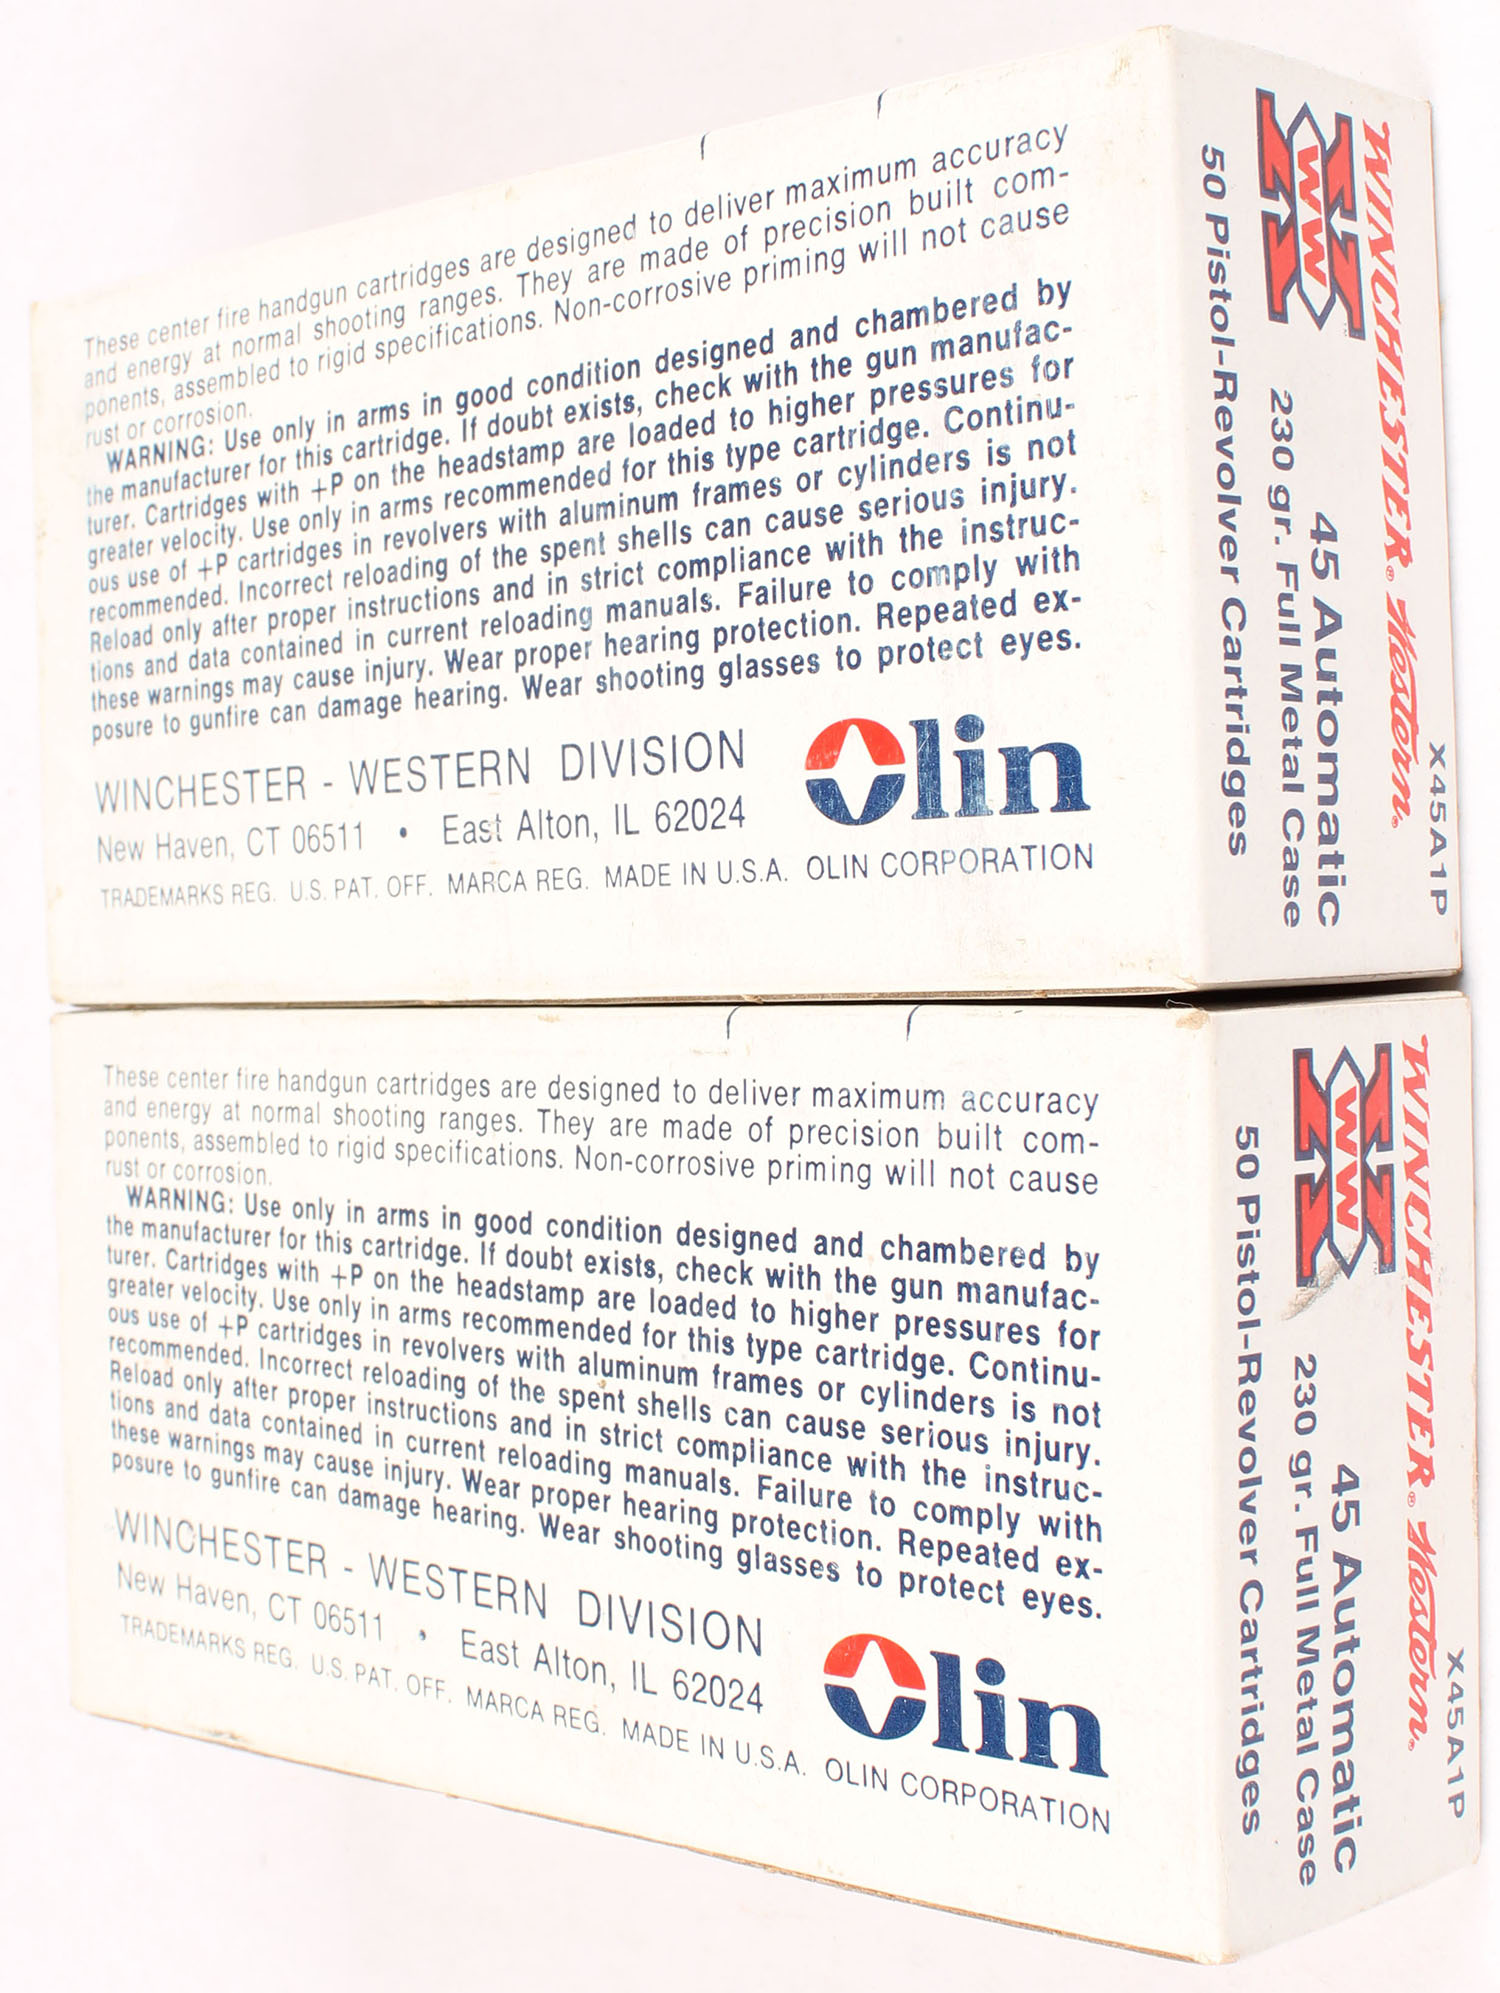 These center fire handgun cartridges are designed to deliver maximum accuracy
and energy at normal shooting ranges. They are made of precision built com-
ponents, assembled to rigid specifications. Non-corrosive priming will not cause
rust or corrosion.
WARNING: Use only in arms in good condition designed and chambered by
the manufacturer for this cartridge. If doubt exists, check with the gun manufac-
turer. Cartridges with +P on the headstamp are loaded to higher pressures for
greater velocity. Use only in arms recommended for this type cartridge. Continu-
ous use of +P cartridges in revolvers with aluminum frames or cylinders is not
recommended. Incorrect reloading of the spent shells can cause serious injury.
Reload only after proper instructions and in strict compliance with the instruc-
tions and data contained in current reloading manuals. Failure to comply with
these warnings may cause injury. Wear proper hearing protection. Repeated ex-
posure to gunfire can damage hearing. Wear shooting glasses to protect eyes.
WINCHESTER - WESTERN DIVISION
New Haven, CT 06511 • East Alton, IL 62024
Olin
TRADEMARKS REG. U.S. PAT. OFF. MARCA REG. MADE IN U.S.A. OLIN CORPORATION
WINCHESTER® Western®
X45A1P
X
WW
45 Automatic
230 gr. Full Metal Case
50 Pistol-Revolver Cartridges
These center fire handgun cartridges are designed to deliver maximum accuracy
and energy at normal shooting ranges. They are made of precision built com-
ponents, assembled to rigid specifications. Non-corrosive priming will not cause
rust or corrosion.
WARNING: Use only in arms in good condition designed and chambered by
the manufacturer for this cartridge. If doubt exists, check with the gun manufac-
turer. Cartridges with +P on the headstamp are loaded to higher pressures for
greater velocity. Use only in arms recommended for this type cartridge. Continu-
ous use of +P cartridges in revolvers with aluminum frames or cylinders is not
recommended. Incorrect reloading of the spent shells can cause serious injury.
Reload only after proper instructions and in strict compliance with the instruc-
tions and data contained in current reloading manuals. Failure to comply with
these warnings may cause injury. Wear proper hearing protection. Repeated ex-
posure to gunfire can damage hearing. Wear shooting glasses to protect eyes.
WINCHESTER - WESTERN DIVISION
New Haven, CT 06511 • East Alton, IL 62024
Olin
TRADEMARKS REG. U.S. PAT. OFF. MARCA REG. MADE IN U.S.A. OLIN CORPORATION
WINCHESTER® Western®
X45A1P
X
WW
45 Automatic
230 gr. Full Metal Case
50 Pistol-Revolver Cartridges